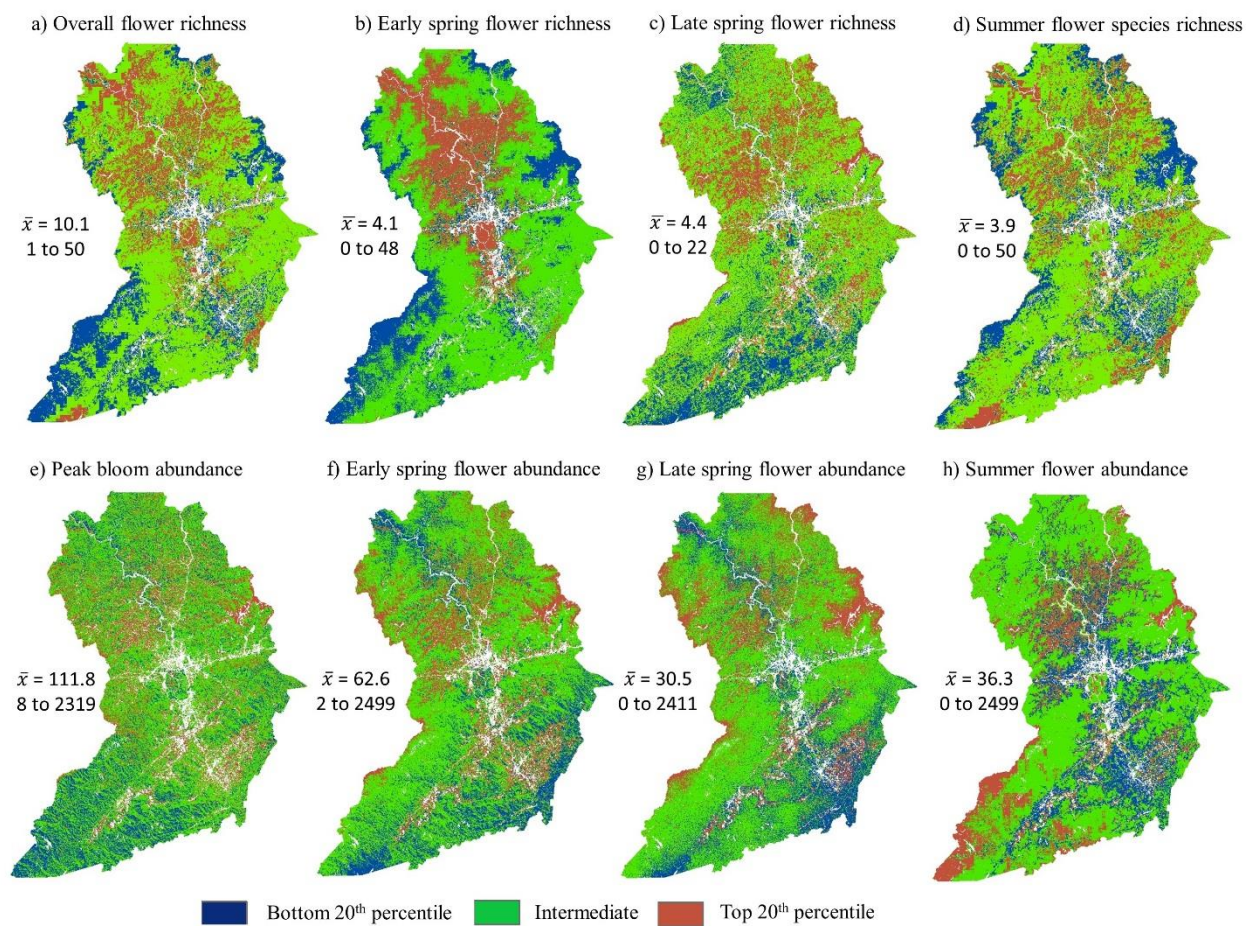 a) Overall flower richness
b) Early spring flower richness
c) Late spring flower richness
d) Summer flower species richness
x̅ = 10.1
1 to 50
x̅ = 4.1
0 to 48
x̅ = 4.4
0 to 22
x̅ = 3.9
0 to 50
e) Peak bloom abundance
f) Early spring flower abundance
g) Late spring flower abundance
h) Summer flower abundance
x̅ = 111.8
8 to 2319
x̅ = 62.6
2 to 2499
x̅ = 30.5
0 to 2411
x̅ = 36.3
0 to 2499
Bottom 20th percentile
Intermediate
Top 20th percentile